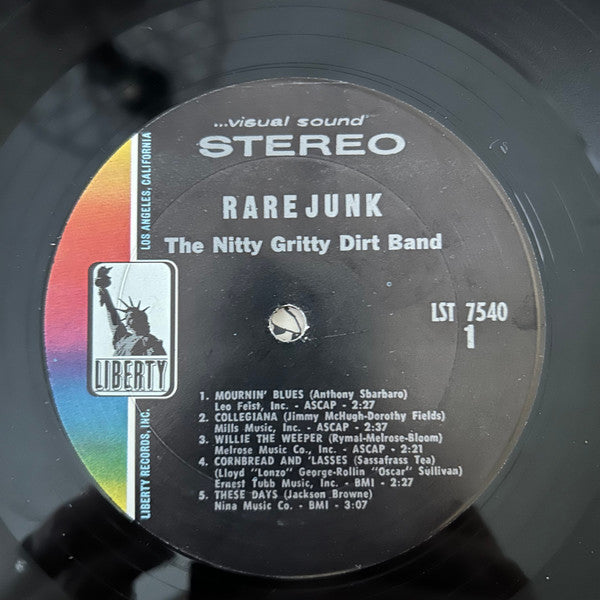 ...visual sound
STEREO
RARE JUNK
The Nitty Gritty Dirt Band
LST 7540
1
LOS ANGELES, CALIFORNIA
LIBERTY
LIBERTY RECORDS, INC.
1. MOURNIN' BLUES (Anthony Sbarbaro)
Leo Feist, Inc. - ASCAP - 2:27
2. COLLEGIANA (Jimmy McHugh-Dorothy Fields)
Mills Music, Inc. - ASCAP - 2:37
3. WILLIE THE WEEPER (Rymal-Melrose-Bloom)
Melrose Music Co., Inc. - ASCAP - 2:21
4. CORNBREAD AND 'LASSES (Sassafrass Tea)
(Lloyd "Lonzo" George-Rollin "Oscar" Sullivan)
Ernest Tubb Music, Inc. - BMI - 2:27
5. THESE DAYS (Jackson Browne)
Nina Music Co. - BMI - 3:07